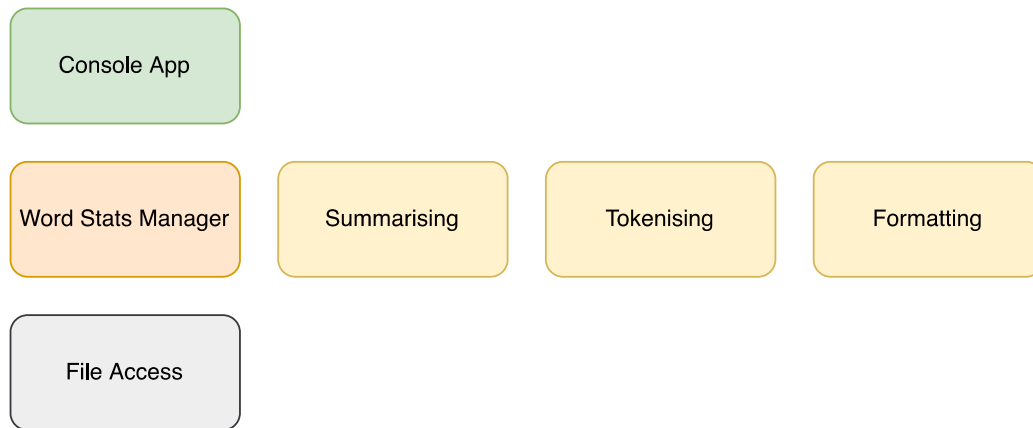 Console App
Word Stats Manager
Summarising
Tokenising
Formatting
File Access